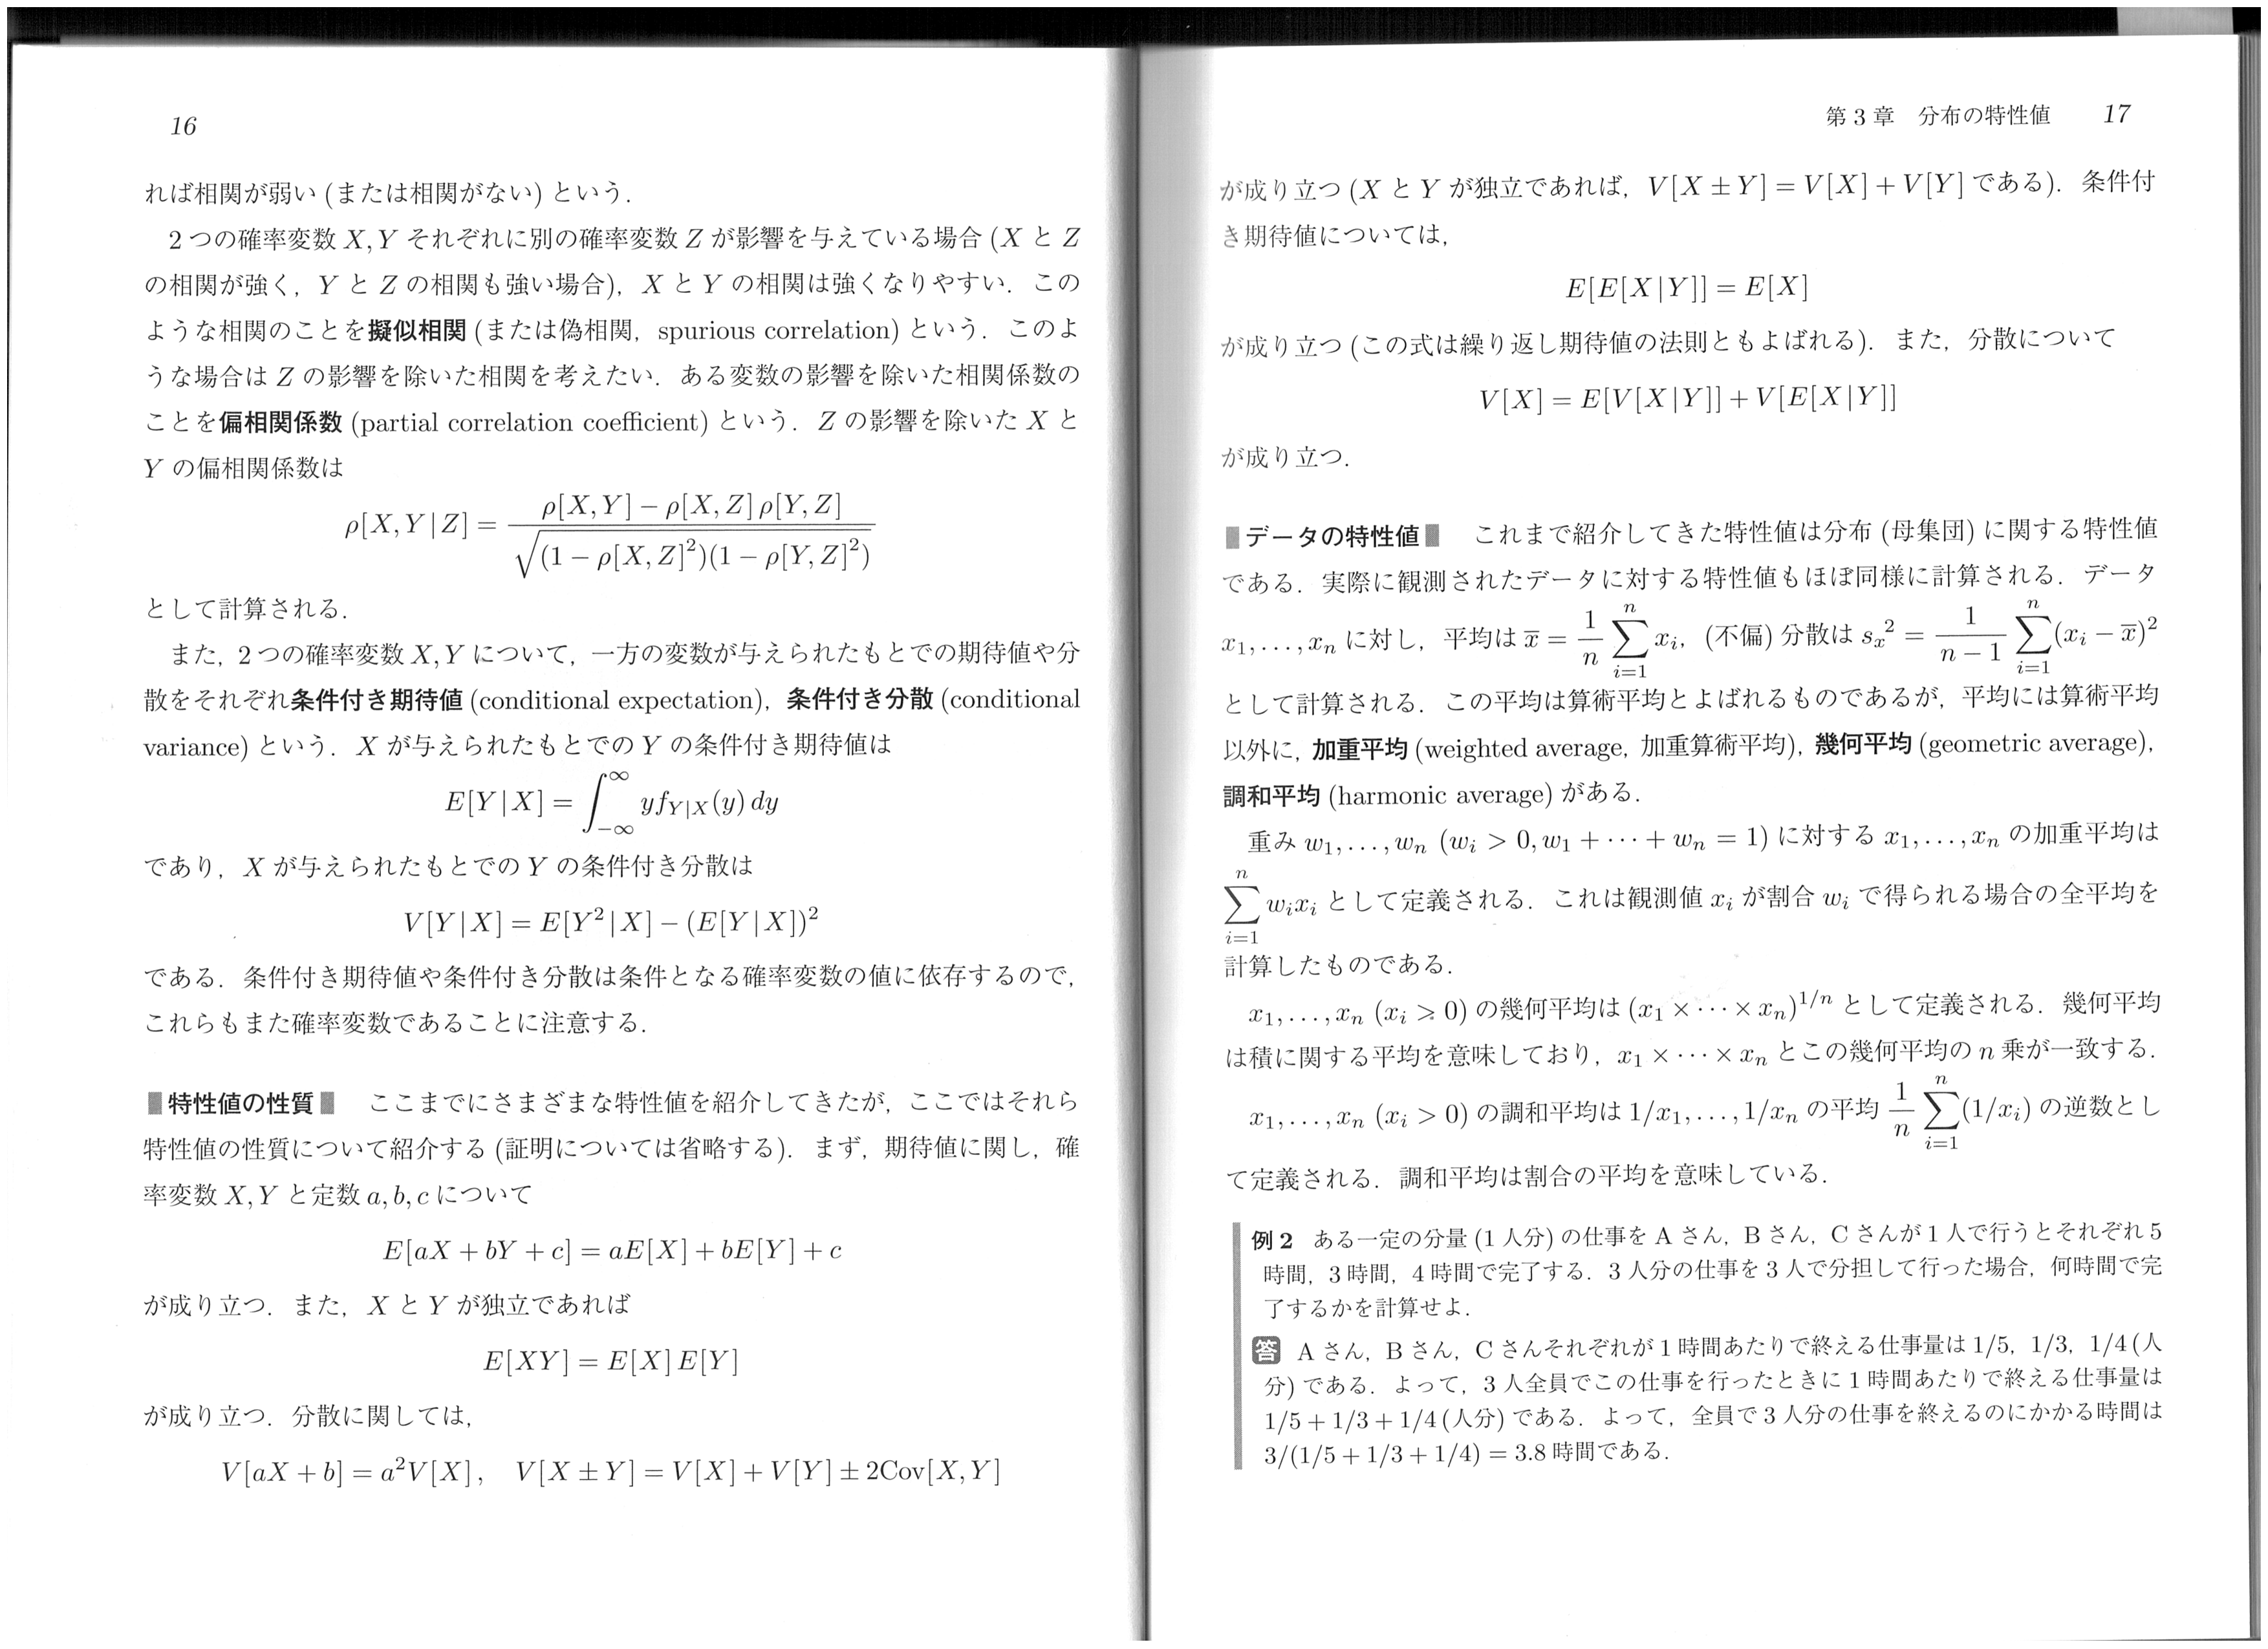 16
れば相関が弱い (または相関がない) という．
2 つの確率変数 X, Y それぞれに別の確率変数 Z が影響を与えている場合 (X と Z
の相関が強く，Y と Z の相関も強い場合)，X と Y の相関は強くなりやすい．この
ような相関のことを擬似相関 (または偽相関，spurious correlation) という．このよ
うな場合は Z の影響を除いた相関を考えたい．ある変数の影響を除いた相関係数の
ことを偏相関係数 (partial correlation coefficient) という．Z の影響を除いた X と
Y の偏相関係数は
ρ[X, Y | Z] = (ρ[X, Y] − ρ[X, Z] ρ[Y, Z]) / √((1 − ρ[X, Z]²)(1 − ρ[Y, Z]²))
として計算される．
また，2 つの確率変数 X, Y について，一方の変数が与えられたもとでの期待値や分
散をそれぞれ条件付き期待値 (conditional expectation)，条件付き分散 (conditional
variance) という．X が与えられたもとでの Y の条件付き期待値は
E[Y | X] = ∫_{−∞}^{∞} y f_{Y|X}(y) dy
であり，X が与えられたもとでの Y の条件付き分散は
V[Y | X] = E[Y² | X] − (E[Y | X])²
である．条件付き期待値や条件付き分散は条件となる確率変数の値に依存するので，
これらもまた確率変数であることに注意する．
特性値の性質 ここまでにさまざまな特性値を紹介してきたが，ここではそれら
特性値の性質について紹介する (証明については省略する)．まず，期待値に関し，確
率変数 X, Y と定数 a, b, c について
E[aX + bY + c] = aE[X] + bE[Y] + c
が成り立つ．また，X と Y が独立であれば
E[XY] = E[X] E[Y]
が成り立つ．分散に関しては，
V[aX + b] = a²V[X], V[X ± Y] = V[X] + V[Y] ± 2Cov[X, Y]
第 3 章 分布の特性値 17
が成り立つ (X と Y が独立であれば，V[X ± Y] = V[X] + V[Y] である)．条件付
き期待値については，
E[E[X | Y]] = E[X]
が成り立つ (この式は繰り返し期待値の法則ともよばれる)．また，分散について
V[X] = E[V[X | Y]] + V[E[X | Y]]
が成り立つ．
データの特性値 これまで紹介してきた特性値は分布 (母集団) に関する特性値
である．実際に観測されたデータに対する特性値もほぼ同様に計算される．データ
x₁, . . . , xₙ に対し，平均は x̅ = 1/n ∑_{i=1}^{n} xᵢ，(不偏) 分散は sₓ² = 1/(n − 1) ∑_{i=1}^{n} (xᵢ − x̅)²
として計算される．この平均は算術平均とよばれるものであるが，平均には算術平均
以外に，加重平均 (weighted average, 加重算術平均)，幾何平均 (geometric average)，
調和平均 (harmonic average) がある．
重み w₁, . . . , wₙ (wᵢ > 0, w₁ + · · · + wₙ = 1) に対する x₁, . . . , xₙ の加重平均は
∑_{i=1}^{n} wᵢxᵢ として定義される．これは観測値 xᵢ が割合 wᵢ で得られる場合の全平均を
計算したものである．
x₁, . . . , xₙ (xᵢ > 0) の幾何平均は (x₁ × · · · × xₙ)^{1/n} として定義される．幾何平均
は積に関する平均を意味しており，x₁ × · · · × xₙ とこの幾何平均の n 乗が一致する．
x₁, . . . , xₙ (xᵢ > 0) の調和平均は 1/x₁, . . . , 1/xₙ の平均 1/n ∑_{i=1}^{n} (1/xᵢ) の逆数とし
て定義される．調和平均は割合の平均を意味している．
例 2 ある一定の分量 (1 人分) の仕事を A さん，B さん，C さんが 1 人で行うとそれぞれ 5
時間，3 時間，4 時間で完了する．3 人分の仕事を 3 人で分担して行った場合，何時間で完
了するかを計算せよ．
答 A さん，B さん，C さんそれぞれが 1 時間あたりで終える仕事量は 1/5, 1/3, 1/4 (人
分) である．よって，3 人全員でこの仕事を行ったときに 1 時間あたりで終える仕事量は
1/5 + 1/3 + 1/4 (人分) である．よって，全員で 3 人分の仕事を終えるのにかかる時間は
3/(1/5 + 1/3 + 1/4) = 3.8 時間である．